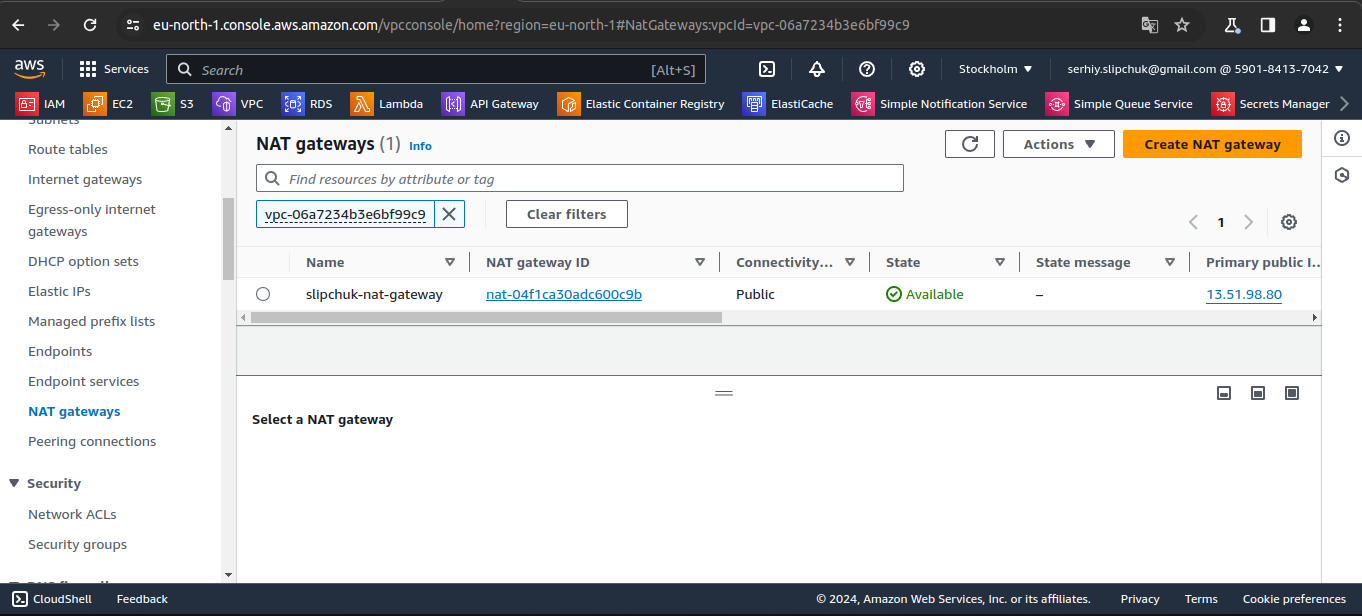 eu-north-1.console.aws.amazon.com/vpcconsole/home?region=eu-north-1#NatGateways:vpcId=vpc-06a7234b3e6bf99c9
aws Services Search [Alt+S] Stockholm ▼ serhiy.slipchuk@gmail.com @ 5901-8413-7042 ▼
IAM EC2 S3 VPC RDS Lambda API Gateway Elastic Container Registry ElastiCache Simple Notification Service Simple Queue Service Secrets Manager
Subnets
Route tables
Internet gateways
Egress-only internet
gateways
DHCP option sets
Elastic IPs
Managed prefix lists
Endpoints
Endpoint services
NAT gateways
Peering connections
Security
Network ACLs
Security groups
NAT gateways (1) Info
Actions ▼ Create NAT gateway
Find resources by attribute or tag
vpc-06a7234b3e6bf99c9 Clear filters
1
Name NAT gateway ID Connectivity... State State message Primary public I...
slipchuk-nat-gateway nat-04f1ca30adc600c9b Public Available – 13.51.98.80
Select a NAT gateway
CloudShell Feedback © 2024, Amazon Web Services, Inc. or its affiliates. Privacy Terms Cookie preferences